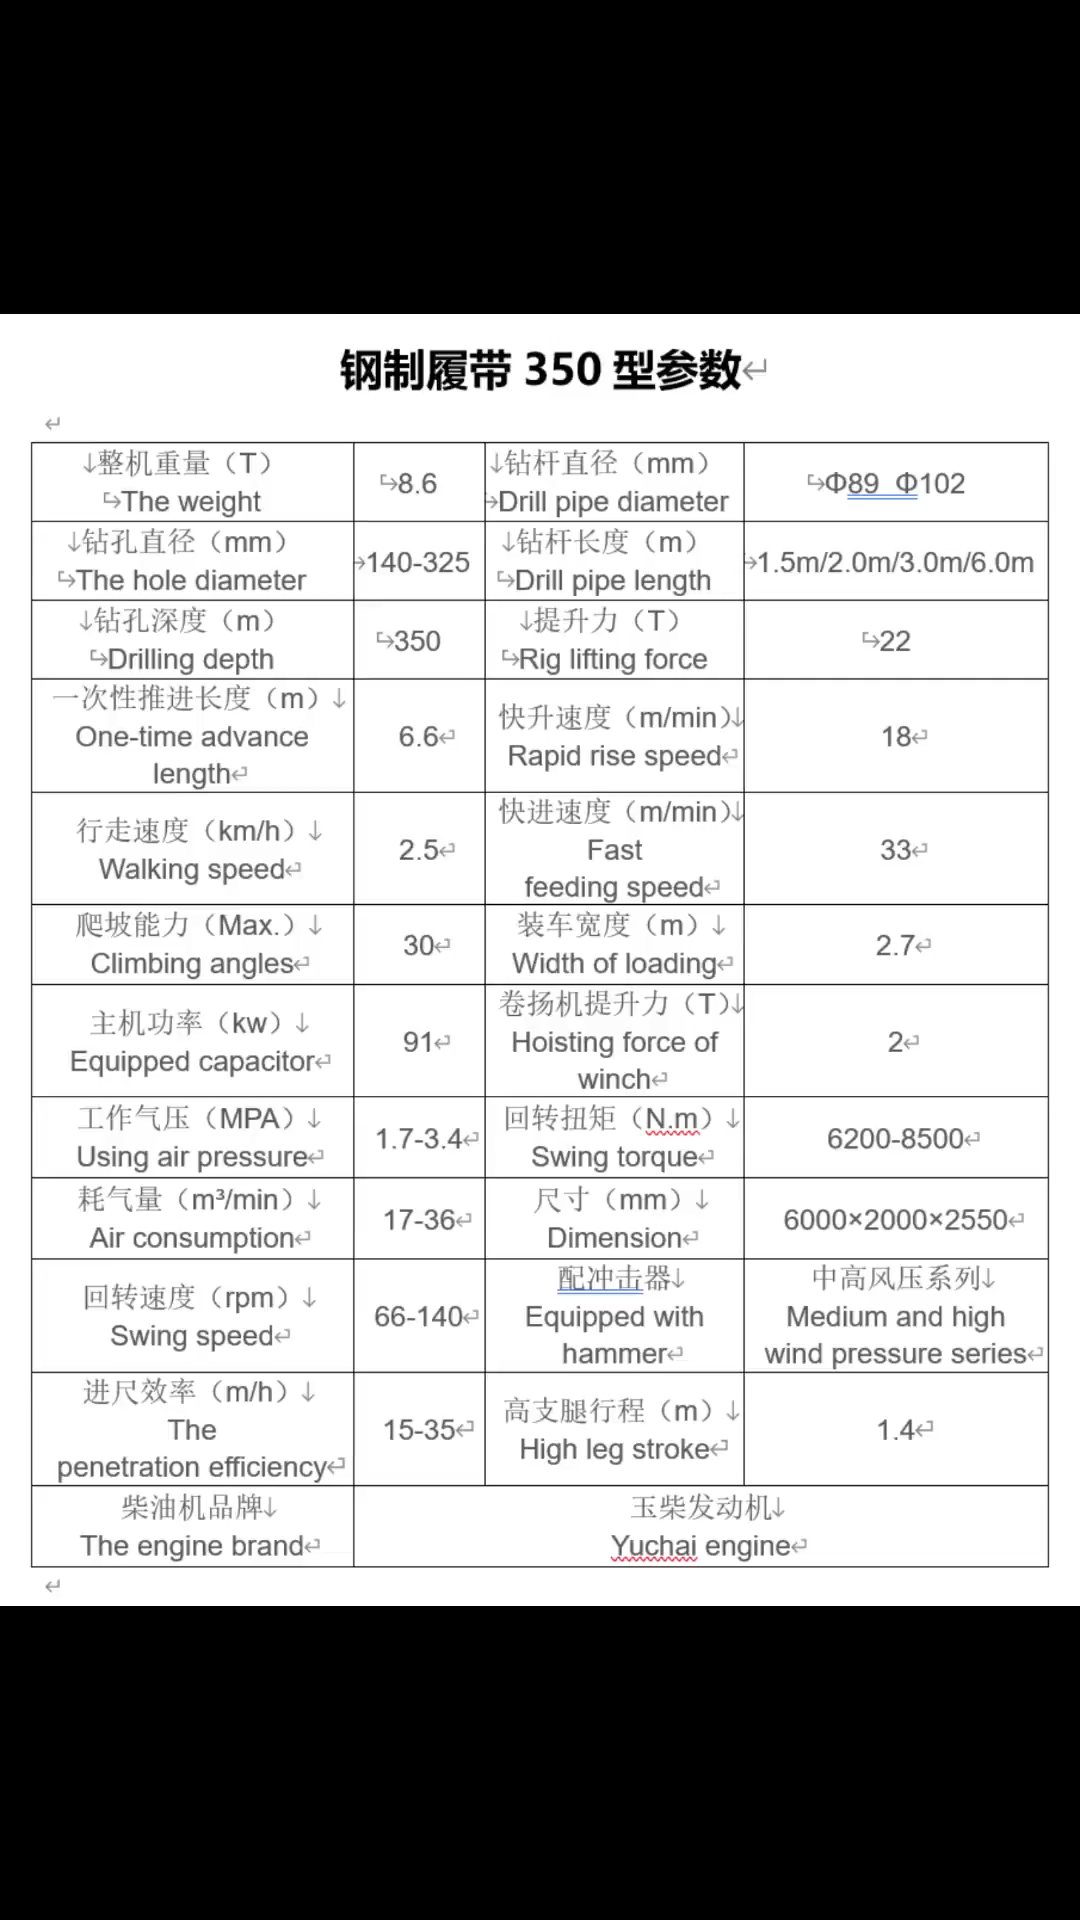 钢制履带 350 型参数
整机重量（T）
The weight
8.6
钻杆直径（mm）
Drill pipe diameter
Φ89  Φ102
钻孔直径（mm）
The hole diameter
140-325
钻杆长度（m）
Drill pipe length
1.5m/2.0m/3.0m/6.0m
钻孔深度（m）
Drilling depth
350
提升力（T）
Rig lifting force
22
一次性推进长度（m）
One-time advance
length
6.6
快升速度（m/min）
Rapid rise speed
18
行走速度（km/h）
Walking speed
2.5
快进速度（m/min）
Fast
feeding speed
33
爬坡能力（Max.）
Climbing angles
30
装车宽度（m）
Width of loading
2.7
主机功率（kw）
Equipped capacitor
91
卷扬机提升力（T）
Hoisting force of
winch
2
工作气压（MPA）
Using air pressure
1.7-3.4
回转扭矩（N.m）
Swing torque
6200-8500
耗气量（m³/min）
Air consumption
17-36
尺寸（mm）
Dimension
6000×2000×2550
回转速度（rpm）
Swing speed
66-140
配冲击器
Equipped with
hammer
中高风压系列
Medium and high
wind pressure series
进尺效率（m/h）
The
penetration efficiency
15-35
高支腿行程（m）
High leg stroke
1.4
柴油机品牌
The engine brand
玉柴发动机
Yuchai engine